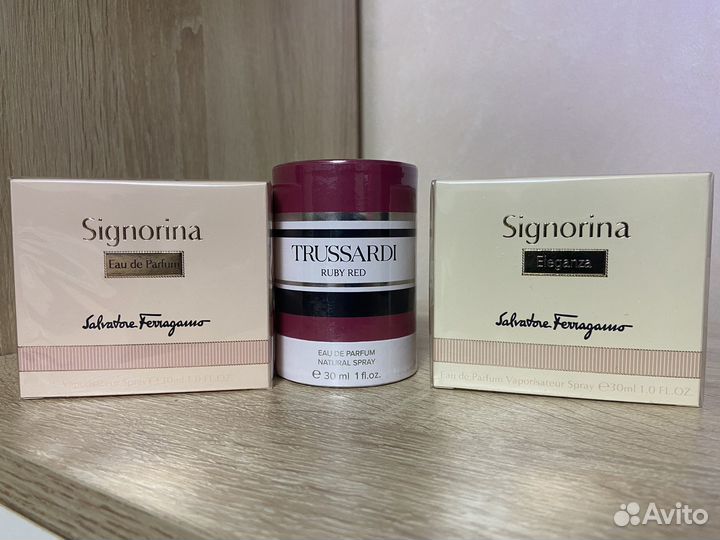 Signorina
Eau de Parfum
Salvatore Ferragamo
Spray ℮30ml 1.0 FL.OZ.
TRUSSARDI
RUBY RED
EAU DE PARFUM
NATURAL SPRAY
℮ 30 ml 1 fl.oz.
Signorina
Eleganza
Salvatore Ferragamo
Eau de Parfum Vaporisateur Spray ℮30ml 1.0 FL.OZ.
Avito